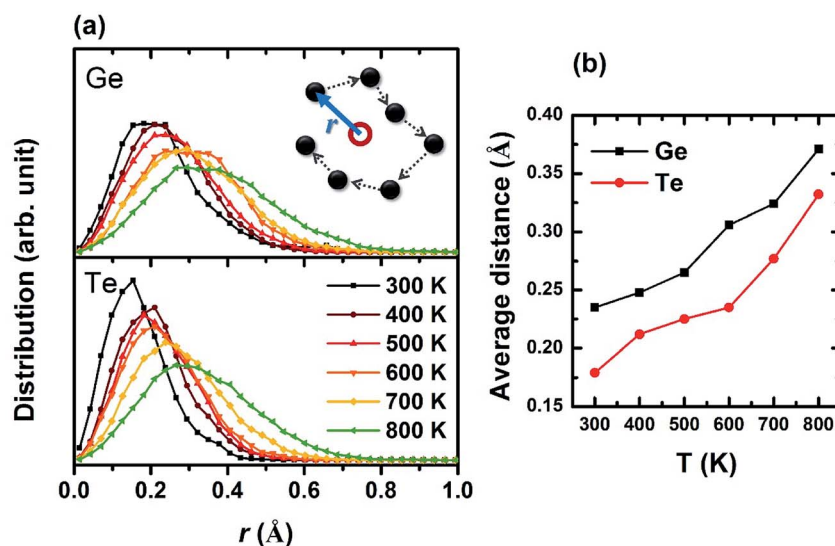 (a)
Ge
r
Te
300 K
400 K
500 K
600 K
700 K
800 K
Distribution (arb. unit)
0.0 0.2 0.4 0.6 0.8 1.0
r (Å)
(b)
0.40
0.35
0.30
0.25
0.20
0.15
Ge
Te
Average distance (Å)
300 400 500 600 700 800
T (K)